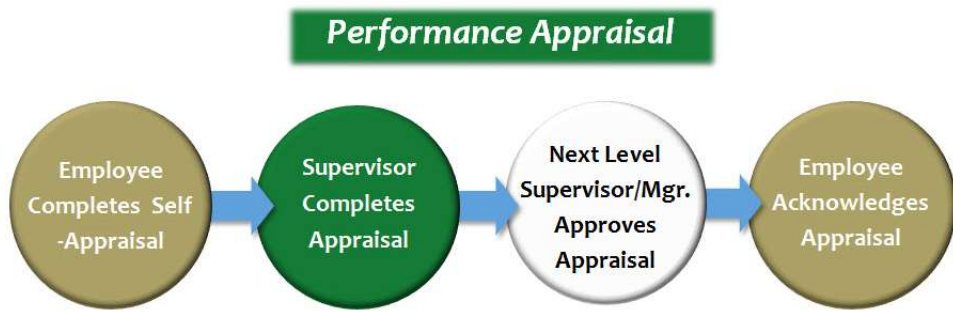 Performance Appraisal
Employee
Completes Self
-Appraisal
Supervisor
Completes
Appraisal
Next Level
Supervisor/Mgr.
Approves
Appraisal
Employee
Acknowledges
Appraisal